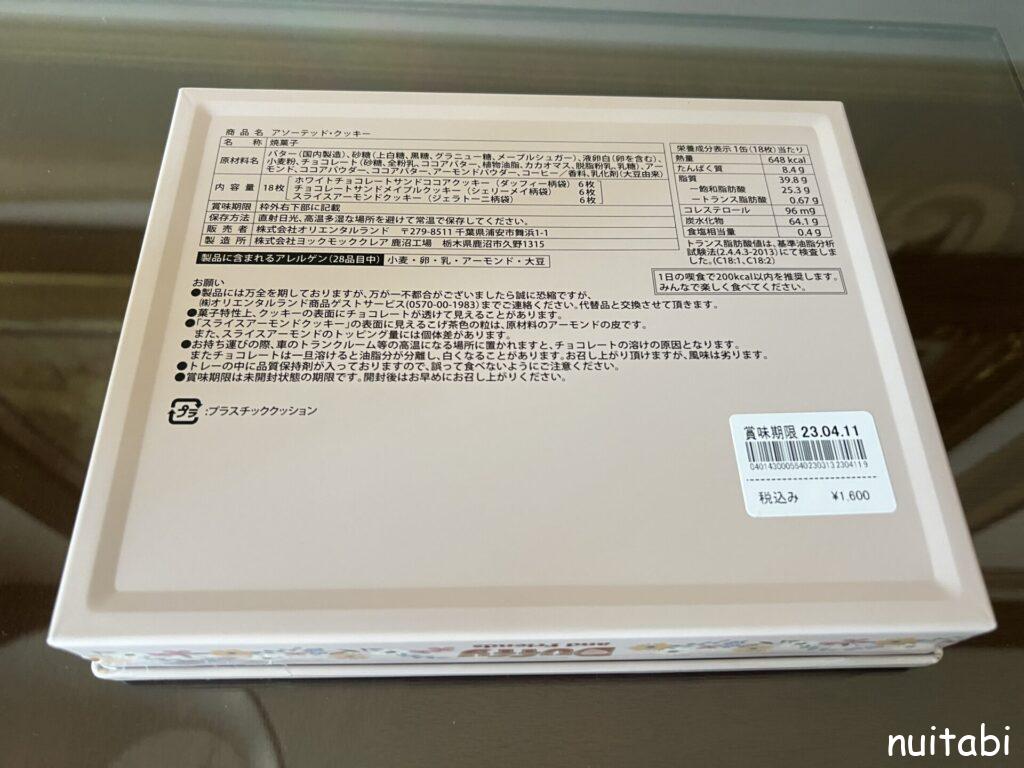 商品名 アソーテッド・クッキー
名称 焼菓子
原材料名 バター(国内製造)、砂糖(上白糖、黒糖、グラニュー糖、メープルシュガー)、液卵白(卵を含む)、
小麦粉、チョコレート(砂糖、全粉乳、ココアバター、植物油脂、カカオマス、脱脂粉乳、乳糖)、アー
モンド、ココアパウダー、ココアバター、アーモンドパウダー、コーヒー/香料、乳化剤(大豆由来)
内容量 18枚 ホワイトチョコレートサンドココアクッキー(ダッフィー柄袋) 6枚
チョコレートサンドメイプルクッキー(シェリーメイ柄袋) 6枚
スライスアーモンドクッキー(ジェラトーニ柄袋) 6枚
賞味期限 枠外右下部に記載
保存方法 直射日光、高温多湿な場所を避けて常温で保存してください。
販売者 株式会社オリエンタルランド 〒279-8511 千葉県浦安市舞浜1-1
製造所 株式会社ヨックモッククレア 鹿沼工場 栃木県鹿沼市久野1315
製品に含まれるアレルゲン(28品目中) 小麦・卵・乳・アーモンド・大豆
栄養成分表示 1缶(18枚)当たり
熱量 648 kcal
たんぱく質 8.4 g
脂質 39.8 g
―飽和脂肪酸 25.3 g
―トランス脂肪酸 0.67 g
コレステロール 96 mg
炭水化物 64.1 g
食塩相当量 0.4 g
トランス脂肪酸値は、基準油脂分析
試験法(2.4.4.3-2013)にて検査しま
した。(C18:1、C18:2)
1日の喫食で200kcal以内を推奨します。
みんなで楽しく食べてください。
お願い
●製品には万全を期しておりますが、万が一不都合がございましたら誠に恐縮ですが、
(株)オリエンタルランド商品ゲストサービス(0570-00-1983)までご連絡ください。代替品と交換させて頂きます。
●菓子特性上、クッキーの表面にチョコレートが透けて見えることがあります。
●「スライスアーモンドクッキー」の表面に見えるこげ茶色の粒は、原材料のアーモンドの皮です。
また、スライスアーモンドのトッピング量には個体差があります。
●お持ち運びの際、車のトランクルーム等の高温になる場所に置かれますと、チョコレートの溶けの原因となります。
またチョコレートは一旦溶けると油脂分が分離し、白くなることがあります。お召し上がり頂けますが、風味は劣ります。
●トレーの中に品質保持剤が入っておりますので、誤って食べないようにご注意ください。
●賞味期限は未開封状態の期限です。開封後はお早めにお召し上がりください。
プラ :プラスチッククッション
賞味期限 23.04.11
04014300055402303132304119
税込み ¥1,600
Duffy
and Friends
nuitabi